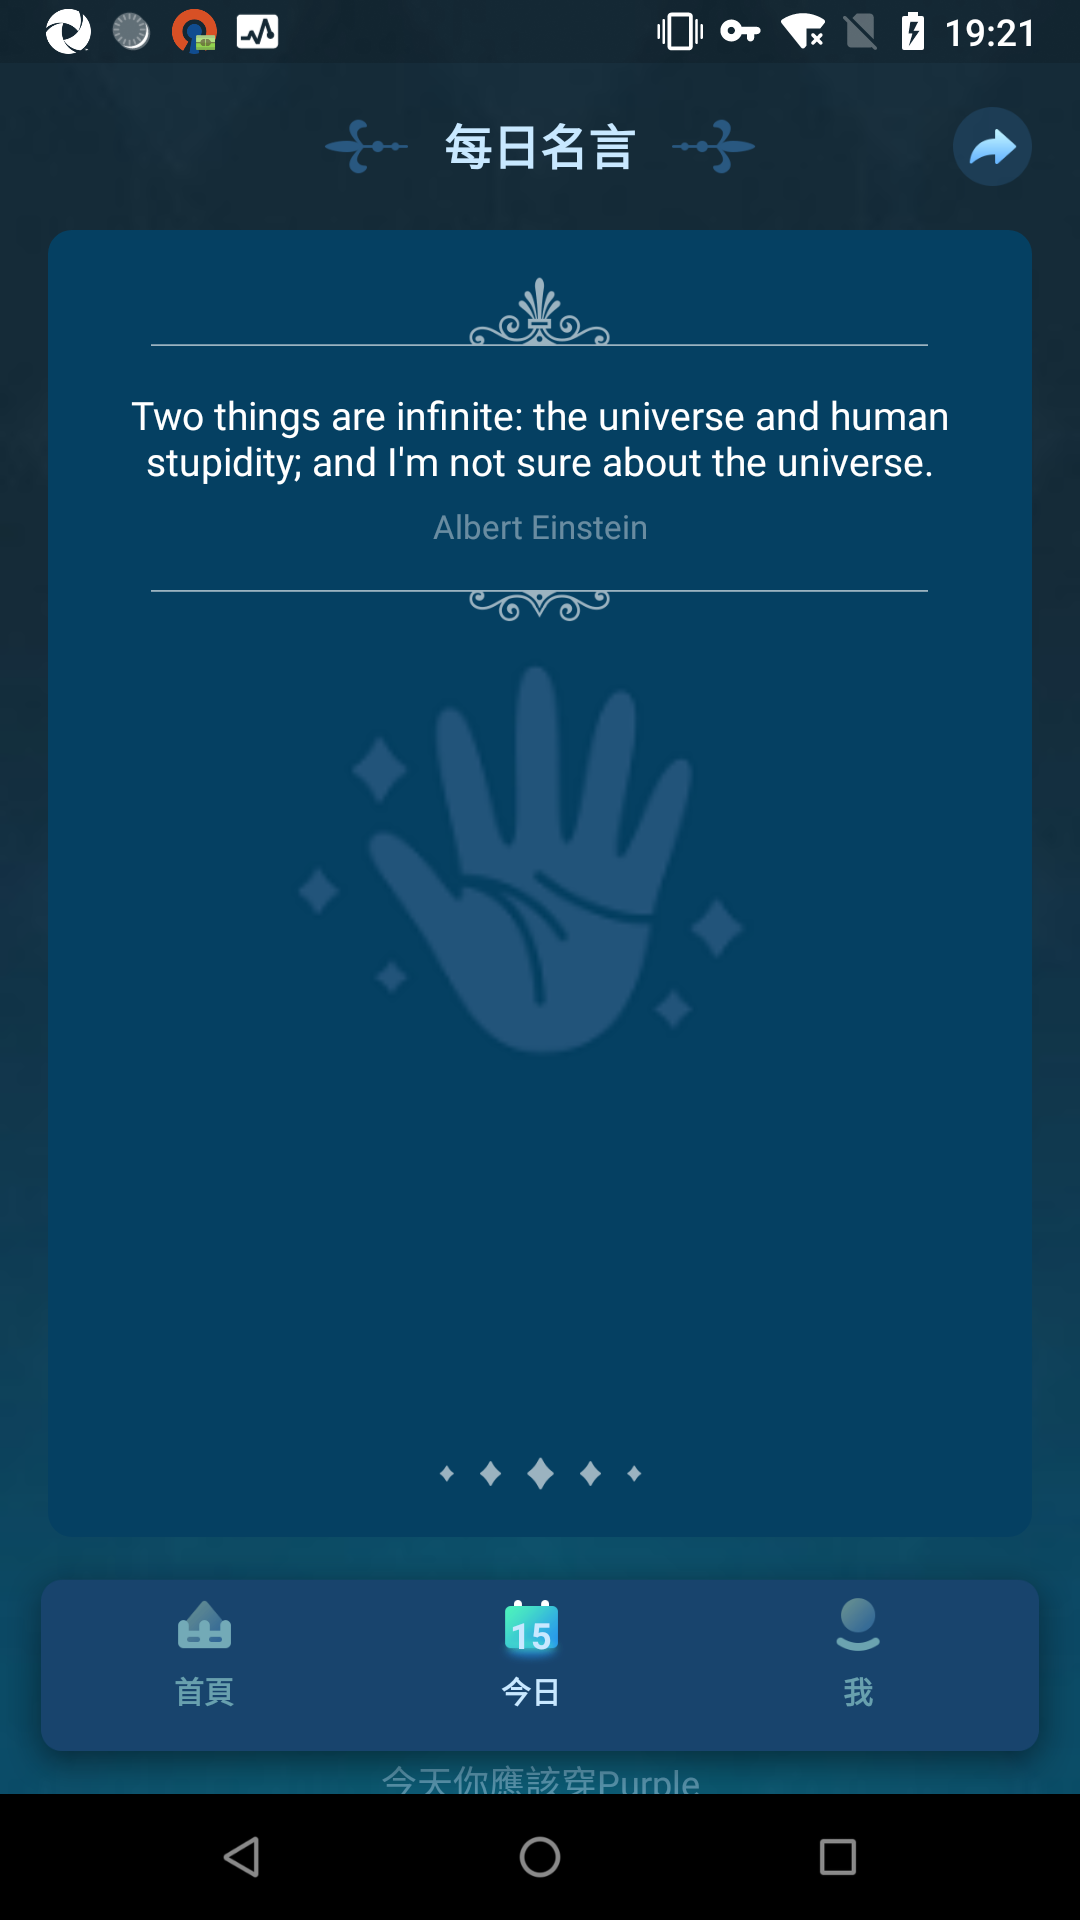 19:21
每日名言
Two things are infinite: the universe and human
stupidity; and I'm not sure about the universe.
Albert Einstein
15
首頁
今日
我
今天你應該穿Purple